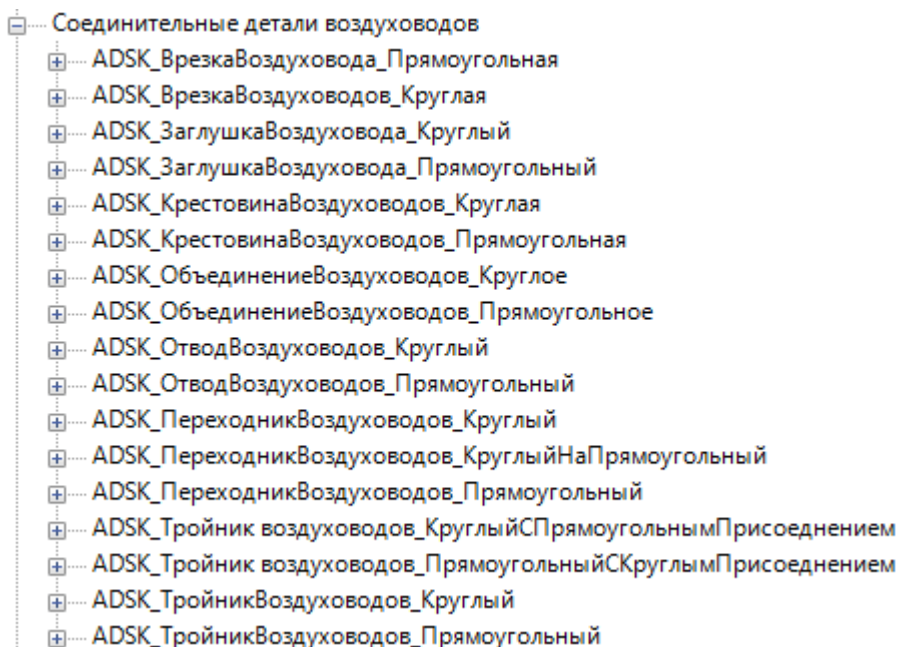 Соединительные детали воздуховодов
ADSK_ВрезкаВоздуховода_Прямоугольная
ADSK_ВрезкаВоздуховодов_Круглая
ADSK_ЗаглушкаВоздуховода_Круглый
ADSK_ЗаглушкаВоздуховода_Прямоугольный
ADSK_КрестовинаВоздуховодов_Круглая
ADSK_КрестовинаВоздуховодов_Прямоугольная
ADSK_ОбъединениеВоздуховодов_Круглое
ADSK_ОбъединениеВоздуховодов_Прямоугольное
ADSK_ОтводВоздуховодов_Круглый
ADSK_ОтводВоздуховодов_Прямоугольный
ADSK_ПереходникВоздуховодов_Круглый
ADSK_ПереходникВоздуховодов_КруглыйНаПрямоугольный
ADSK_ПереходникВоздуховодов_Прямоугольный
ADSK_Тройник воздуховодов_КруглыйСПрямоугольнымПрисоеднением
ADSK_Тройник воздуховодов_ПрямоугольныйСКруглымПрисоеднением
ADSK_ТройникВоздуховодов_Круглый
ADSK_ТройникВоздуховодов_Прямоугольный